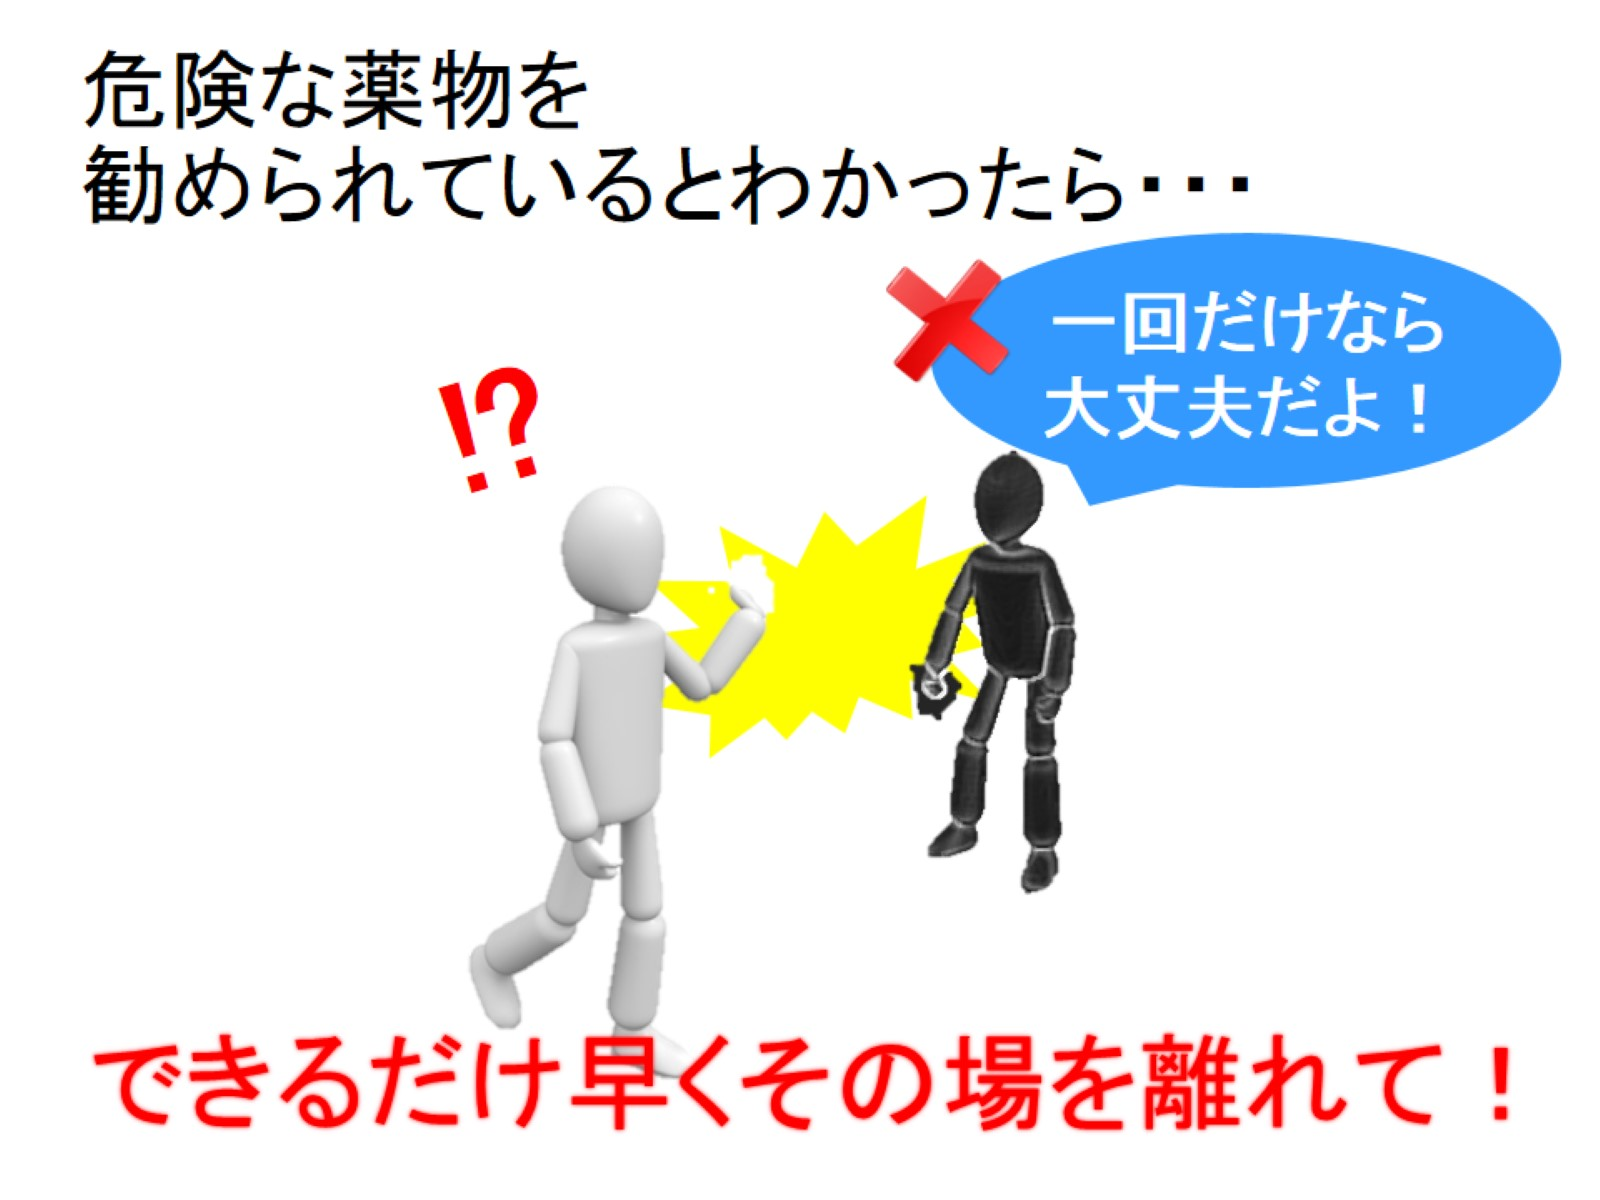 危険な薬物を
勧められているとわかったら・・・
一回だけなら
大丈夫だよ！
!?
できるだけ早くその場を離れて！